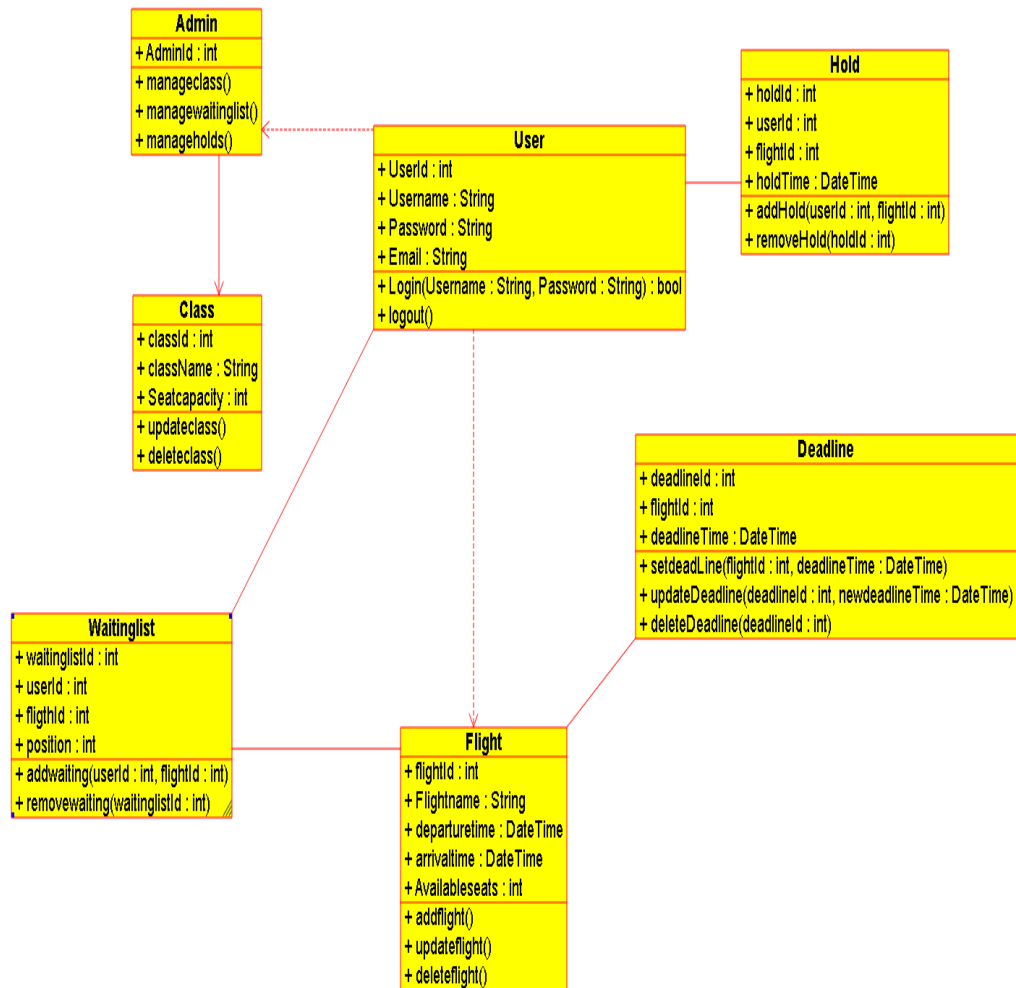 Admin
+ AdminId : int
+ manageclass()
+ managewaitinglist()
+ manageholds()
Hold
+ holdId : int
+ userId : int
+ flightId : int
+ holdTime : DateTime
+ addHold(userId : int, flightId : int)
+ removeHold(holdId : int)
User
+ UserId : int
+ Username : String
+ Password : String
+ Email : String
+ Login(Username : String, Password : String) : bool
+ logout()
Class
+ classId : int
+ className : String
+ Seatcapacity : int
+ updateclass()
+ deleteclass()
Deadline
+ deadlineId : int
+ flightId : int
+ deadlineTime : DateTime
+ setdeadLine(flightId : int, deadlineTime : DateTime)
+ updateDeadline(deadlineId : int, newdeadlineTime : DateTime)
+ deleteDeadline(deadlineId : int)
Waitinglist
+ waitinglistId : int
+ userId : int
+ fligthId : int
+ position : int
+ addwaiting(userId : int, flightId : int)
+ removewaiting(waitinglistId : int)
Flight
+ flightId : int
+ Flightname : String
+ departuretime : DateTime
+ arrivaltime : DateTime
+ Availableseats : int
+ addflight()
+ updateflight()
+ deleteflight()